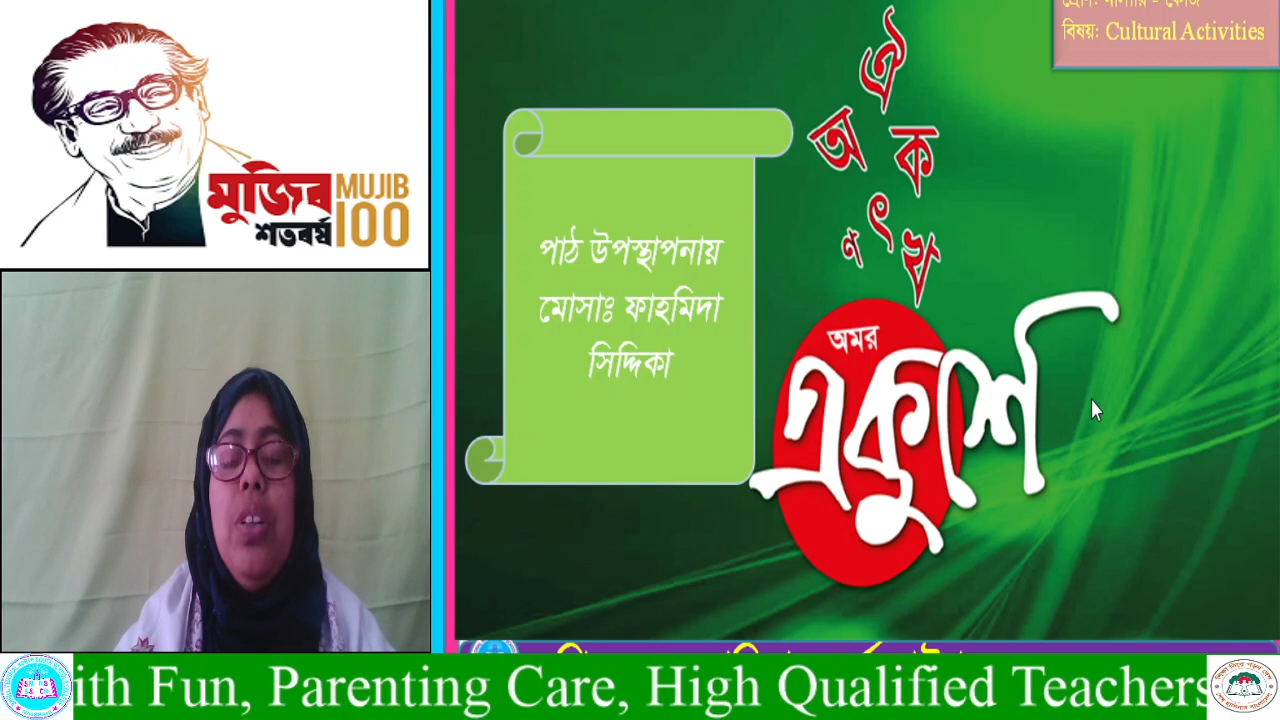 মুজিব
শতবর্ষ
MUJIB
100
বিষয়: Cultural Activities
ঐ
অ ক
ৎ
ণ খ
পাঠ উপস্থাপনায়
মোসাঃ ফাহমিদা
সিদ্দিকা
অমর
একুশে
ith Fun, Parenting Care, High Qualified Teachers